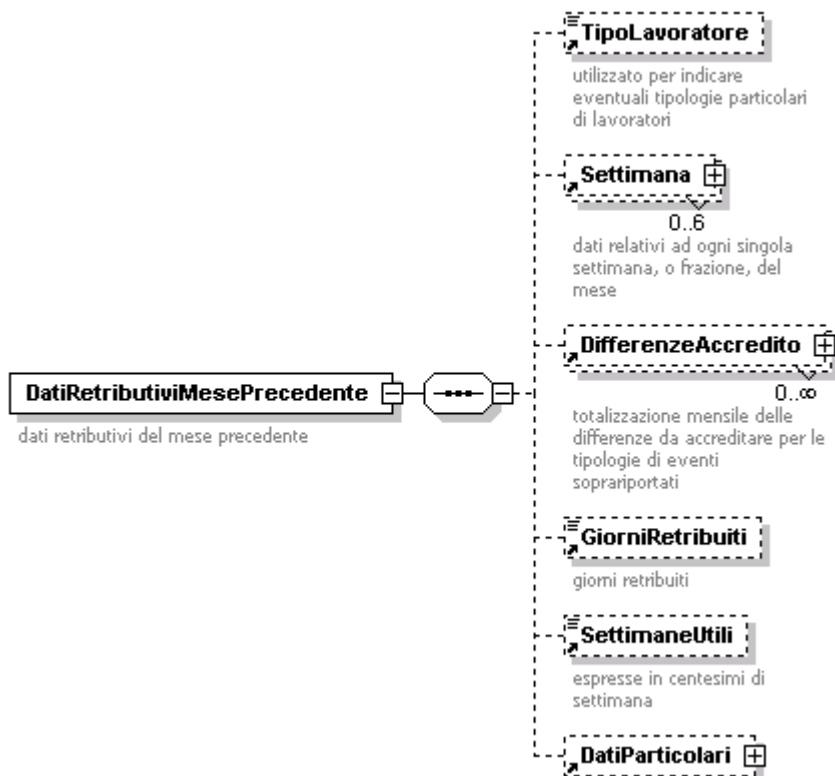 TipoLavoratore
utilizzato per indicare
eventuali tipologie particolari
di lavoratori
Settimana
0..6
dati relativi ad ogni singola
settimana, o frazione, del
mese
DifferenzeAccredito
0..∞
totalizzazione mensile delle
differenze da accreditare per le
tipologie di eventi
soprariportati
DatiRetributiviMesePrecedente
dati retributivi del mese precedente
GiorniRetribuiti
giorni retribuiti
SettimaneUtili
espresse in centesimi di
settimana
DatiParticolari